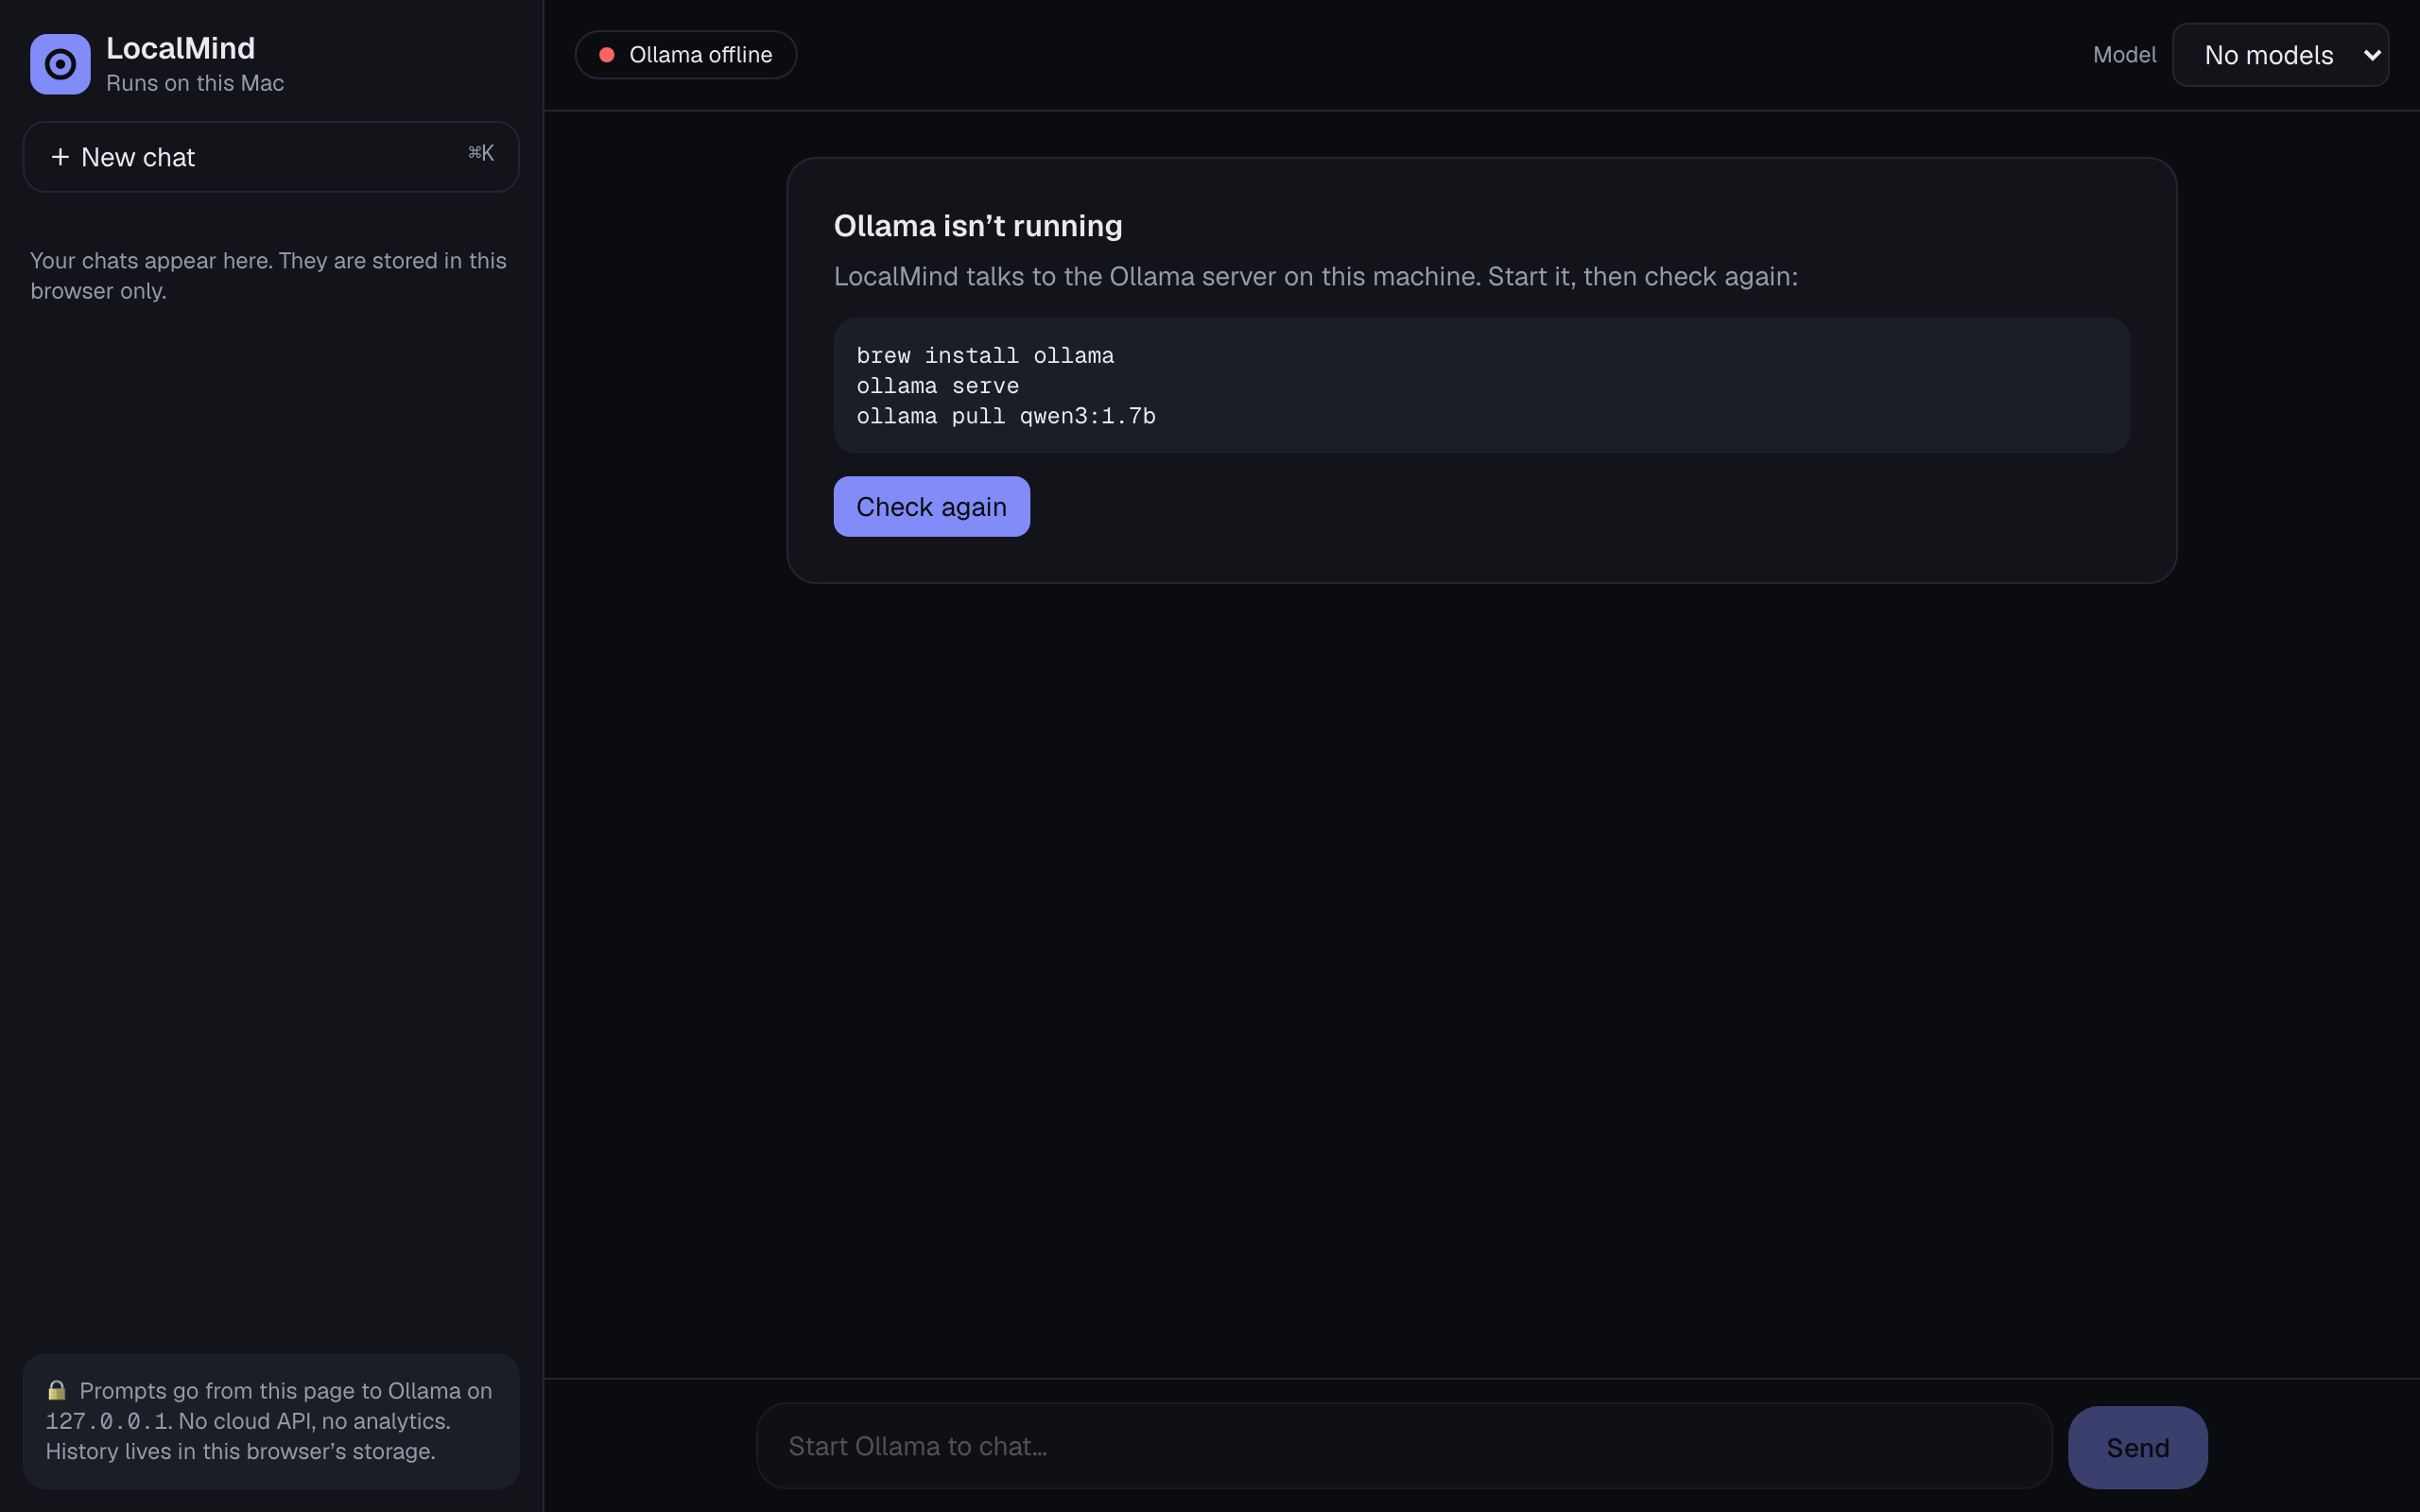 LocalMind
Runs on this Mac
+ New chat ⌘K
Your chats appear here. They are stored in this
browser only.
🔒 Prompts go from this page to Ollama on
127.0.0.1. No cloud API, no analytics.
History lives in this browser’s storage.
Ollama offline
Model No models
Ollama isn’t running
LocalMind talks to the Ollama server on this machine. Start it, then check again:
brew install ollama
ollama serve
ollama pull qwen3:1.7b
Check again
Start Ollama to chat…
Send